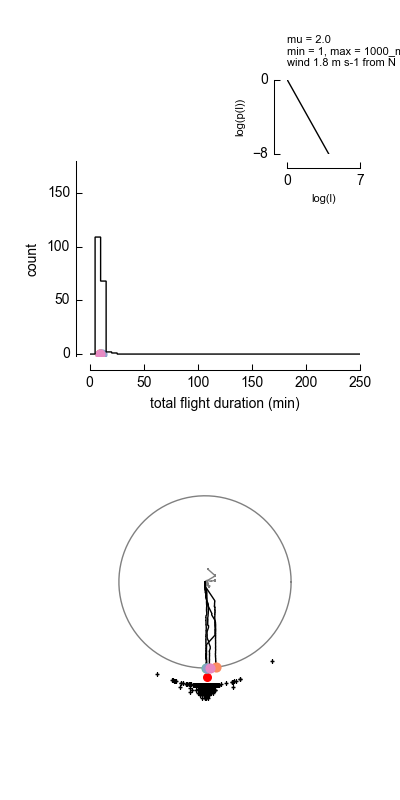 mu = 2.0
min = 1, max = 1000_m
wind 1.8 m s-1 from N
0
log(p(l))
−8
0 7
log(l)
150
100
count
50
0
0 50 100 150 200 250
total flight duration (min)